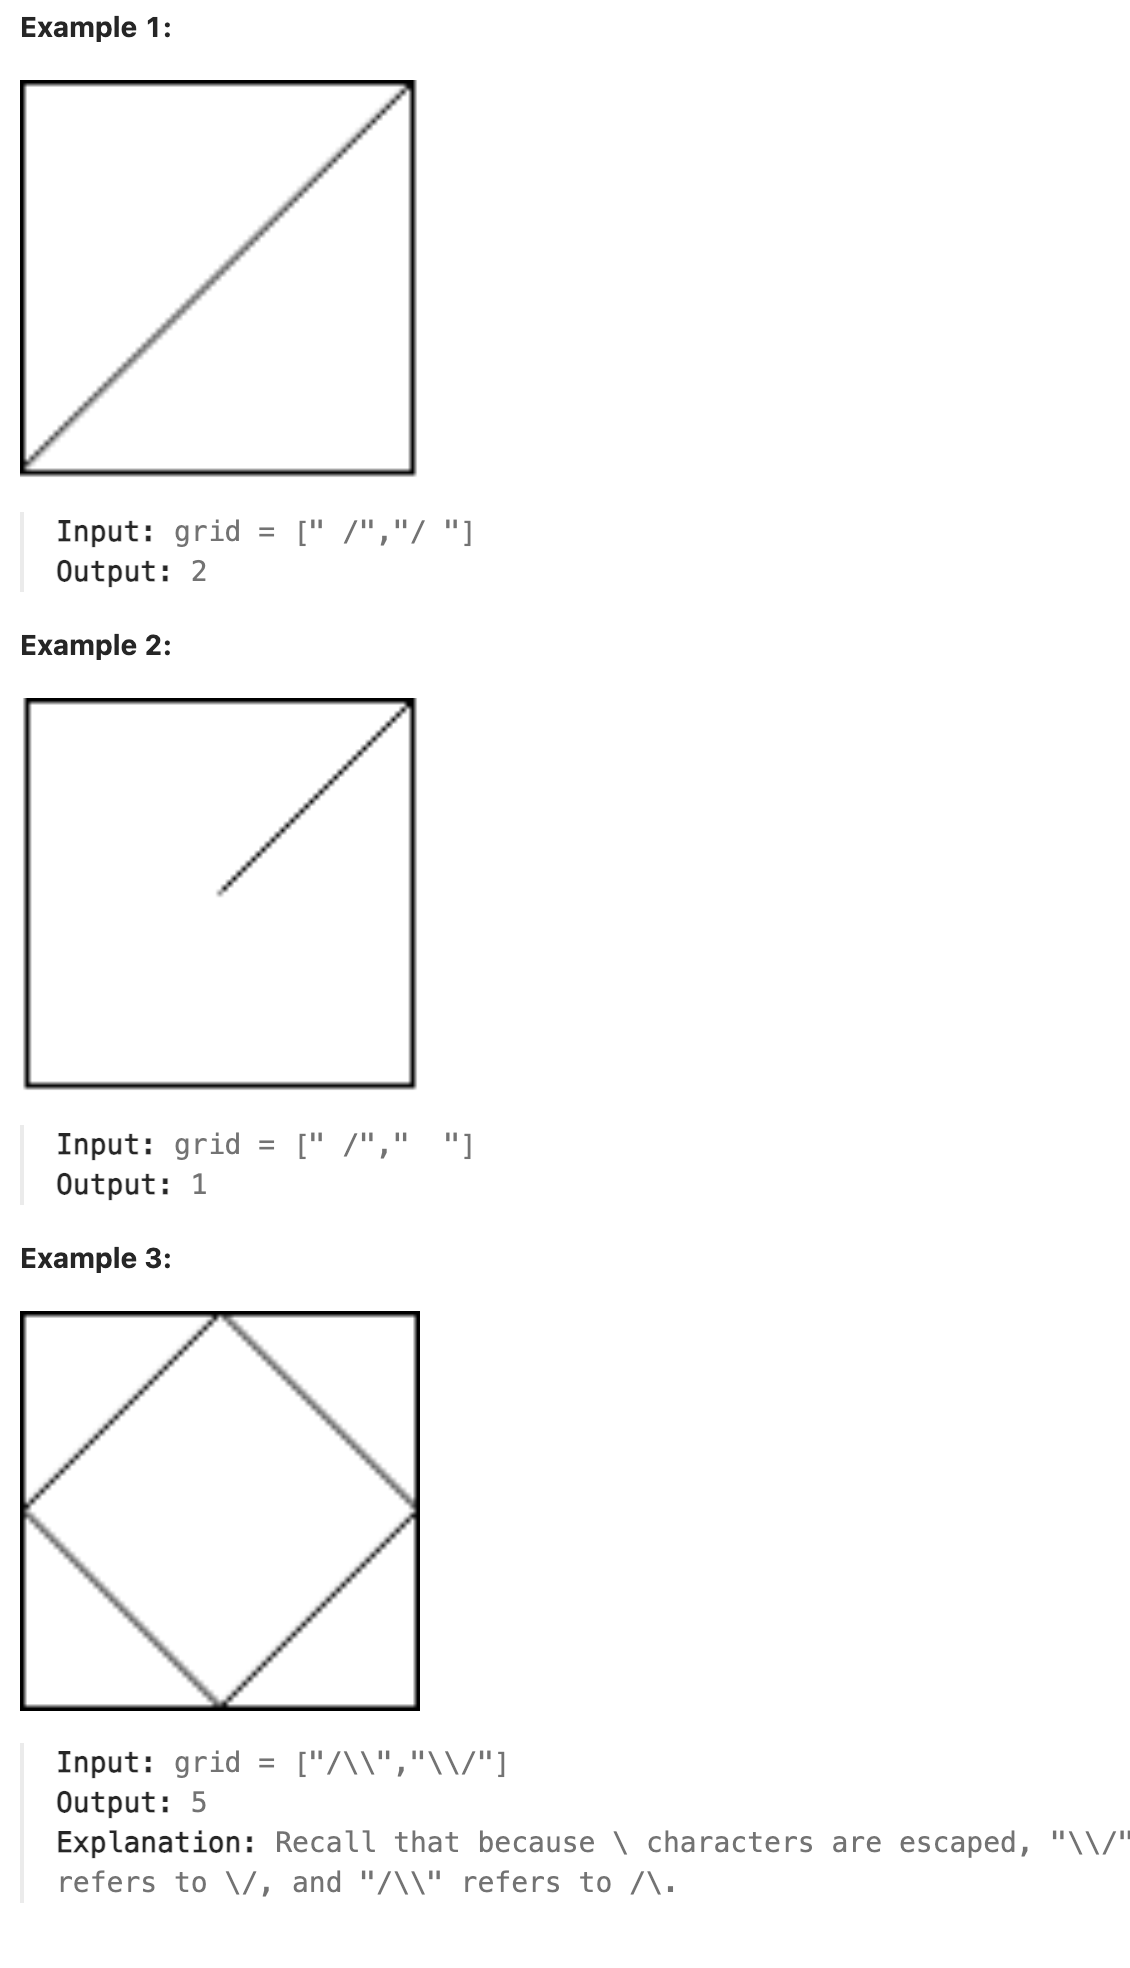 Example 1:
Input: grid = [" /","/ "]
Output: 2
Example 2:
Input: grid = [" /","  "]
Output: 1
Example 3:
Input: grid = ["/\\","\\/"]
Output: 5
Explanation: Recall that because \ characters are escaped, "\\/"
refers to \/, and "/\\" refers to /\.